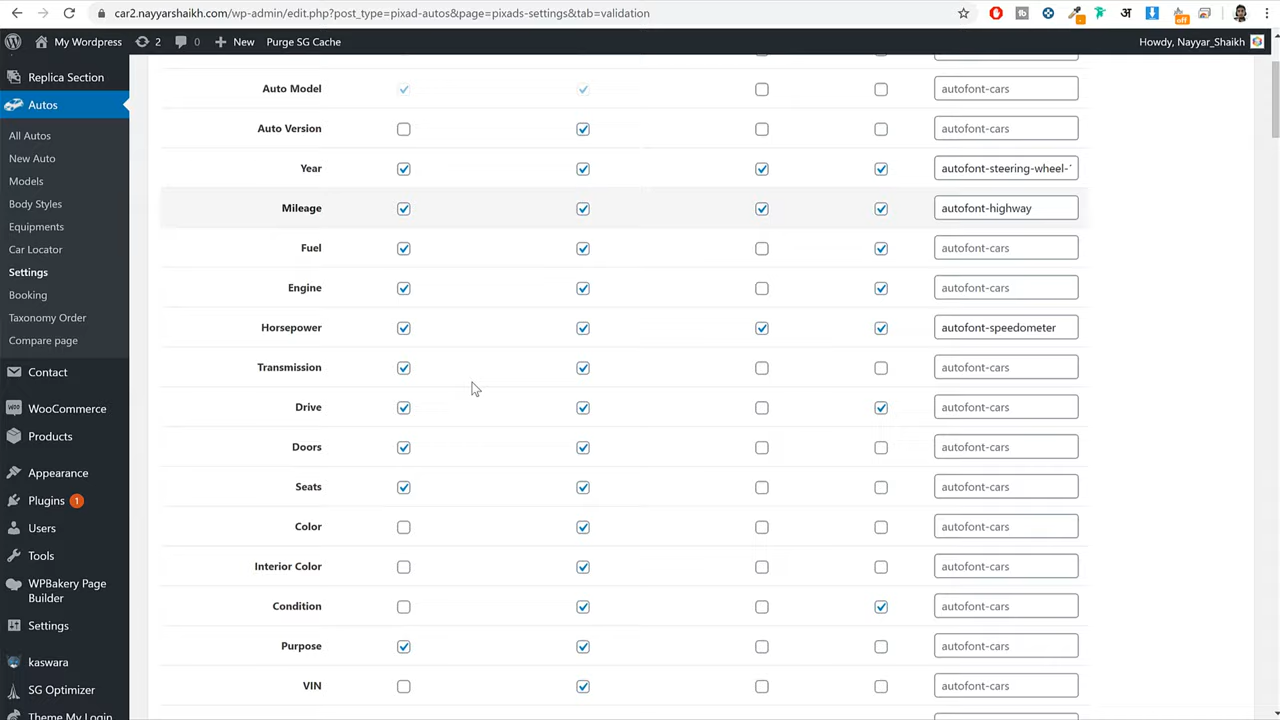 car2.nayyarshaikh.com/wp-admin/edit.php?post_type=pixad-autos&page=pixads-settings&tab=validation
off
My Wordpress
2
0
New
Purge SG Cache
Howdy, Nayyar_Shaikh
Replica Section
Autos
All Autos
New Auto
Models
Body Styles
Equipments
Car Locator
Settings
Booking
Taxonomy Order
Compare page
Contact
WooCommerce
Products
Appearance
Plugins 1
Users
Tools
WPBakery Page
Builder
Settings
kaswara
SG Optimizer
Theme My Login
Auto Model autofont-cars
Auto Version autofont-cars
Year autofont-steering-wheel-
Mileage autofont-highway
Fuel autofont-cars
Engine autofont-cars
Horsepower autofont-speedometer
Transmission autofont-cars
Drive autofont-cars
Doors autofont-cars
Seats autofont-cars
Color autofont-cars
Interior Color autofont-cars
Condition autofont-cars
Purpose autofont-cars
VIN autofont-cars